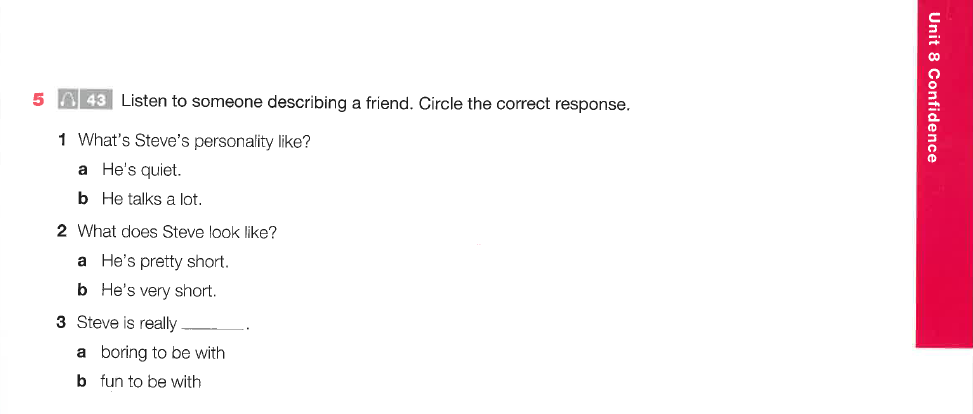 Unit 8 Confidence
5 43 Listen to someone describing a friend. Circle the correct response.
1 What's Steve's personality like?
a He's quiet.
b He talks a lot.
2 What does Steve look like?
a He's pretty short.
b He's very short.
3 Steve is really ______.
a boring to be with
b fun to be with